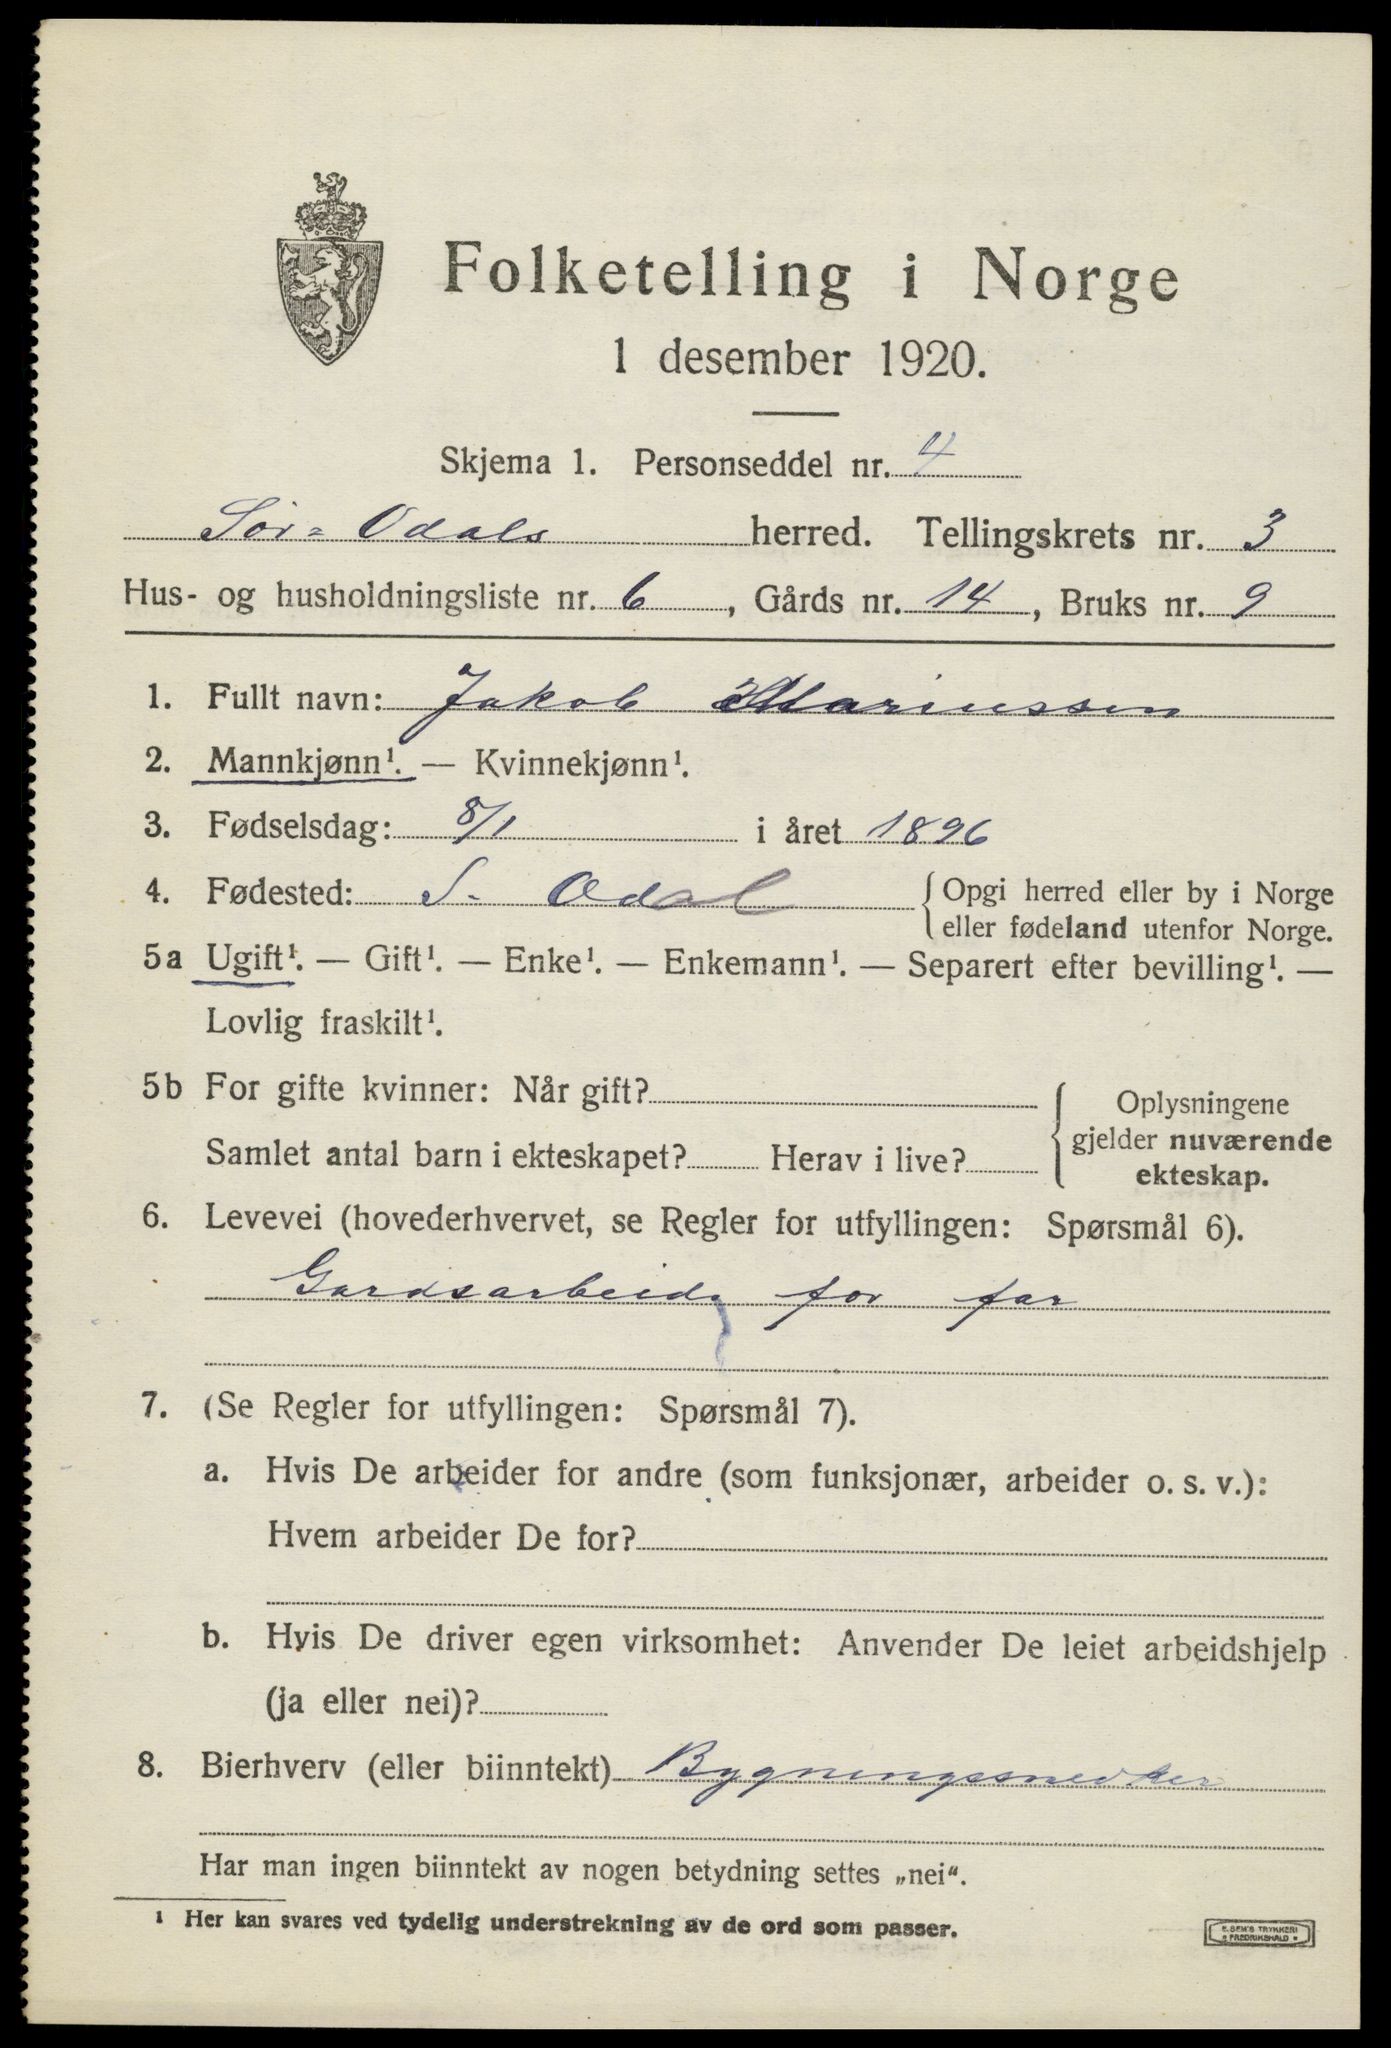 Folketelling i Norge
1 desember 1920.
Skjema 1. Personseddel nr. 4
Sør=Odals herred. Tellingskrets nr. 3
Hus- og husholdningsliste nr. 6, Gårds nr. 14, Bruks nr. 9
1. Fullt navn: Jakob Mariussen
2. Mannkjønn¹. — Kvinnekjønn¹.
3. Fødselsdag: 8/1 i året 1896
4. Fødested: S. Odal {Opgi herred eller by i Norge
eller fødeland utenfor Norge.
5a Ugift¹. — Gift¹. — Enke¹. — Enkemann¹. — Separert efter bevilling¹. —
Lovlig fraskilt¹.
5b For gifte kvinner: Når gift?
Samlet antal barn i ekteskapet? Herav i live?
Oplysningene
gjelder nuværende
ekteskap.
6. Levevei (hovederhvervet, se Regler for utfyllingen: Spørsmål 6).
Gardsarbeide for far
7. (Se Regler for utfyllingen: Spørsmål 7).
a. Hvis De arbeider for andre (som funksjonær, arbeider o. s. v.):
Hvem arbeider De for?
b. Hvis De driver egen virksomhet: Anvender De leiet arbeidshjelp
(ja eller nei)?
8. Bierhverv (eller biinntekt) Bygningssnedker
Har man ingen biinntekt av nogen betydning settes „nei“.
¹ Her kan svares ved tydelig understrekning av de ord som passer.
E. SEM'S TRYKKERI
FREDRIKSHALD